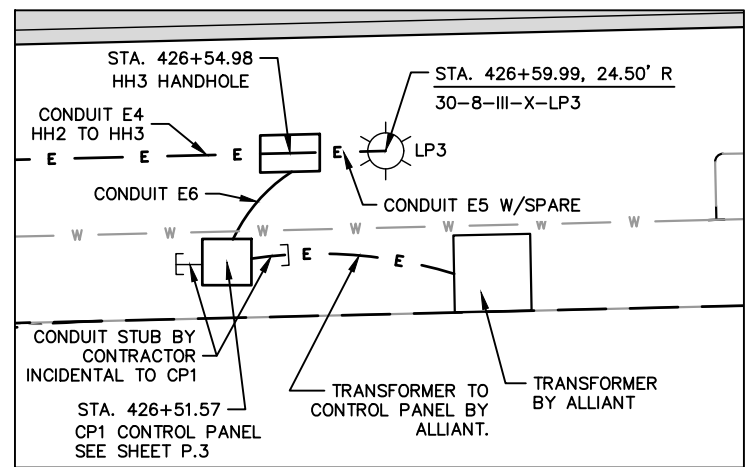 STA. 426+54.98
HH3 HANDHOLE
STA. 426+59.99, 24.50' R
30-8-III-X-LP3
CONDUIT E4
HH2 TO HH3
E E E E
LP3
CONDUIT E6
CONDUIT E5 W/SPARE
W W W W W W W
E E
CONDUIT STUB BY
CONTRACTOR
INCIDENTAL TO CP1
STA. 426+51.57
CP1 CONTROL PANEL
SEE SHEET P.3
TRANSFORMER TO
CONTROL PANEL BY
ALLIANT.
TRANSFORMER
BY ALLIANT